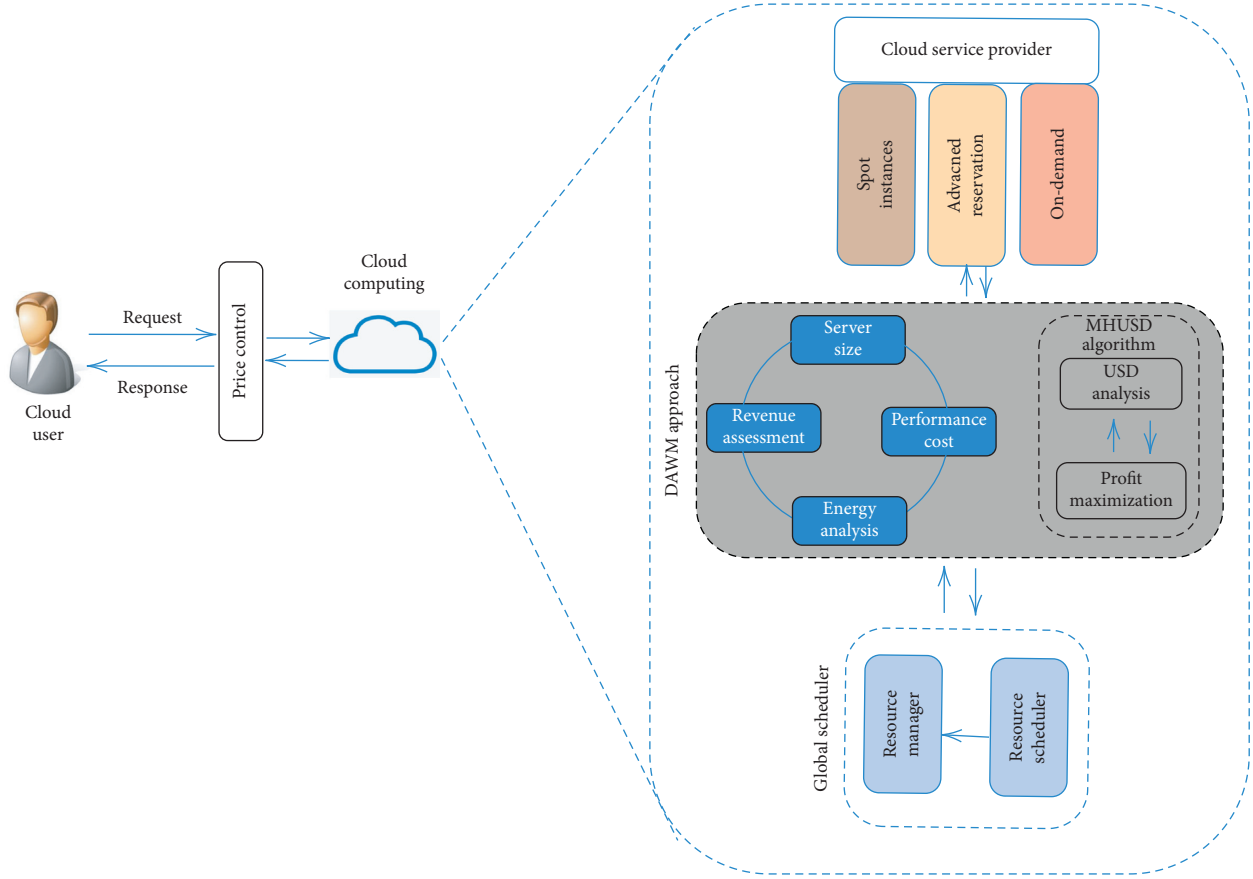 Cloud service provider
Spot
instances
Advacned
reservation
On-demand
Cloud
computing
Request
Response
Cloud
user
Price control
DAWM approach
Server
size
Revenue
assessment
Performance
cost
Energy
analysis
MHUSD
algorithm
USD
analysis
Profit
maximization
Global scheduler
Resource
manager
Resource
scheduler